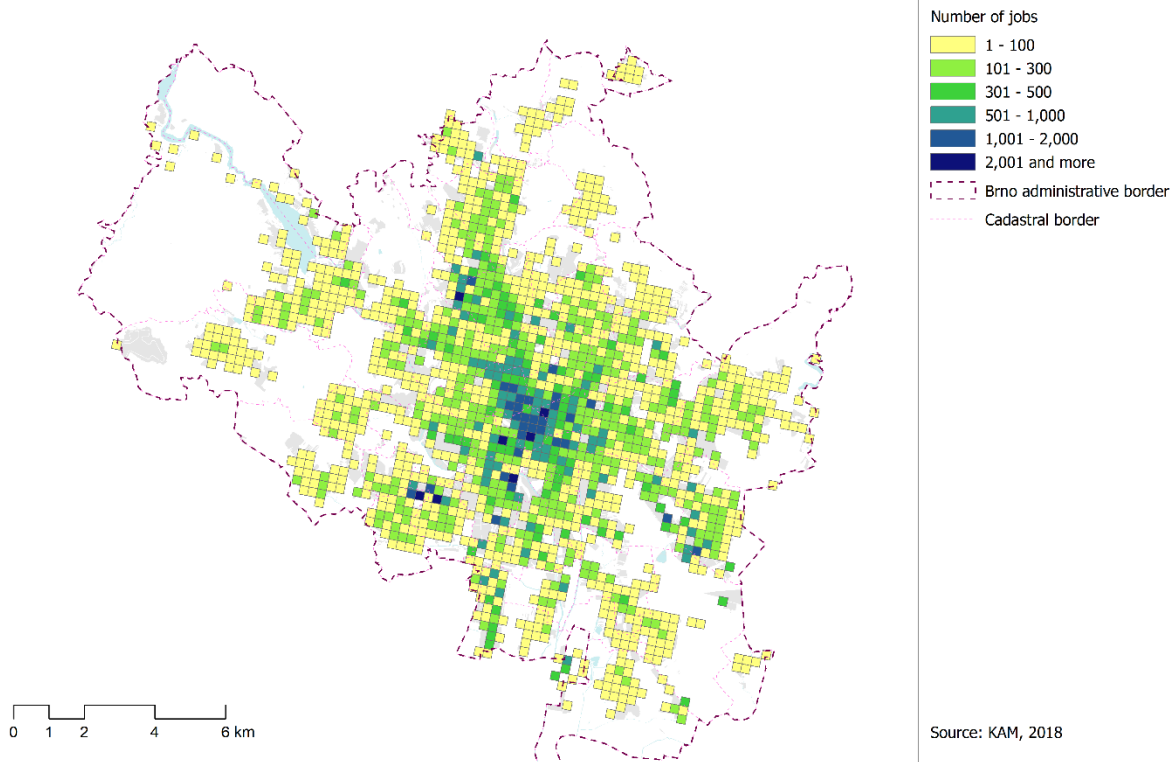 Number of jobs
1 - 100
101 - 300
301 - 500
501 - 1,000
1,001 - 2,000
2,001 and more
Brno administrative border
Cadastral border
0 1 2 4 6 km
Source: KAM, 2018